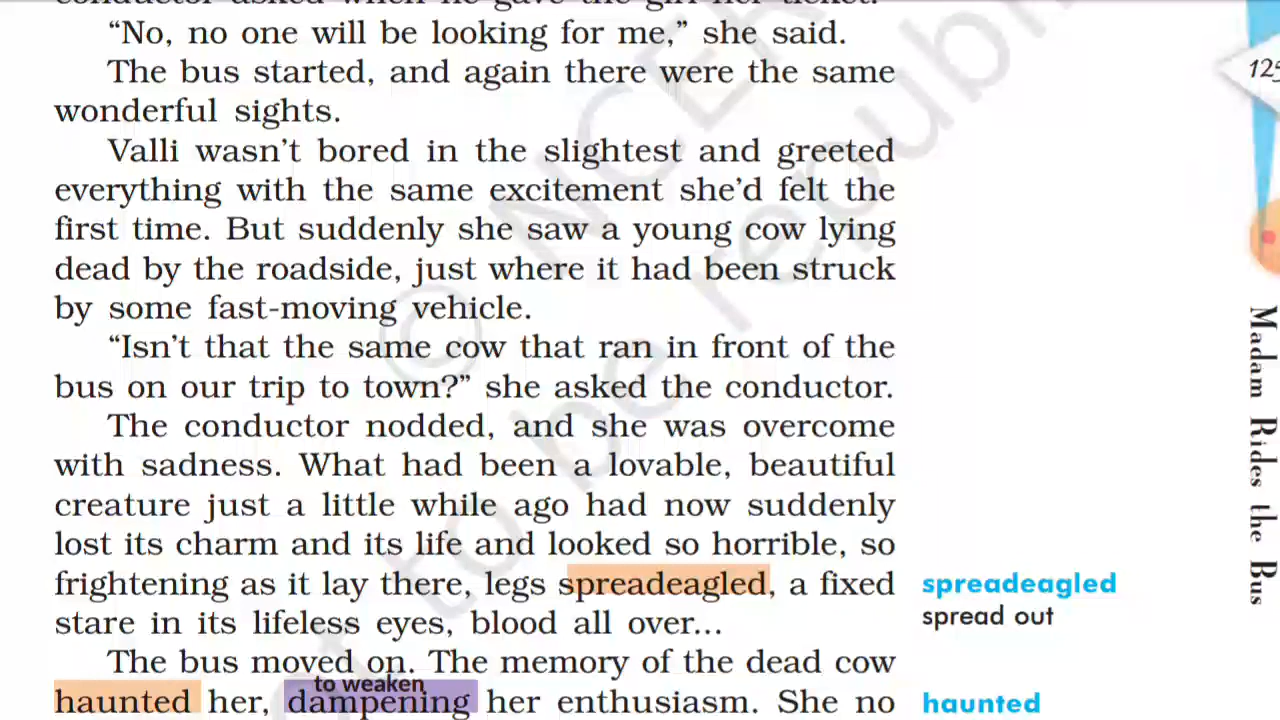 conductor asked when he gave the girl her ticket.
“No, no one will be looking for me,” she said.
The bus started, and again there were the same
wonderful sights.
Valli wasn’t bored in the slightest and greeted
everything with the same excitement she’d felt the
first time. But suddenly she saw a young cow lying
dead by the roadside, just where it had been struck
by some fast-moving vehicle.
“Isn’t that the same cow that ran in front of the
bus on our trip to town?” she asked the conductor.
The conductor nodded, and she was overcome
with sadness. What had been a lovable, beautiful
creature just a little while ago had now suddenly
lost its charm and its life and looked so horrible, so
frightening as it lay there, legs spreadeagled, a fixed
stare in its lifeless eyes, blood all over...
The bus moved on. The memory of the dead cow
to weaken
haunted her, dampening her enthusiasm. She no
spreadeagled
spread out
haunted
125
Madam Rides the Bus
© NCER
not to be republ